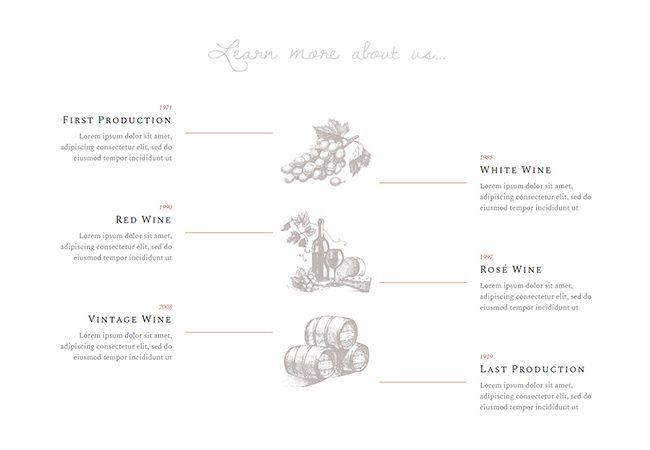 Learn more about us...
1971
First Production
Lorem ipsum dolor sit amet,
adipiscing consectetur elit, sed do
eiusmod tempor incididunt ut
1985
White Wine
Lorem ipsum dolor sit amet,
adipiscing consectetur elit, sed do
eiusmod tempor incididunt ut
1990
Red Wine
Lorem ipsum dolor sit amet,
adipiscing consectetur elit, sed do
eiusmod tempor incididunt ut
1997
Rosé Wine
Lorem ipsum dolor sit amet,
adipiscing consectetur elit, sed do
eiusmod tempor incididunt ut
2008
Vintage Wine
Lorem ipsum dolor sit amet,
adipiscing consectetur elit, sed do
eiusmod tempor incididunt ut
1919
Last Production
Lorem ipsum dolor sit amet,
adipiscing consectetur elit, sed do
eiusmod tempor incididunt ut